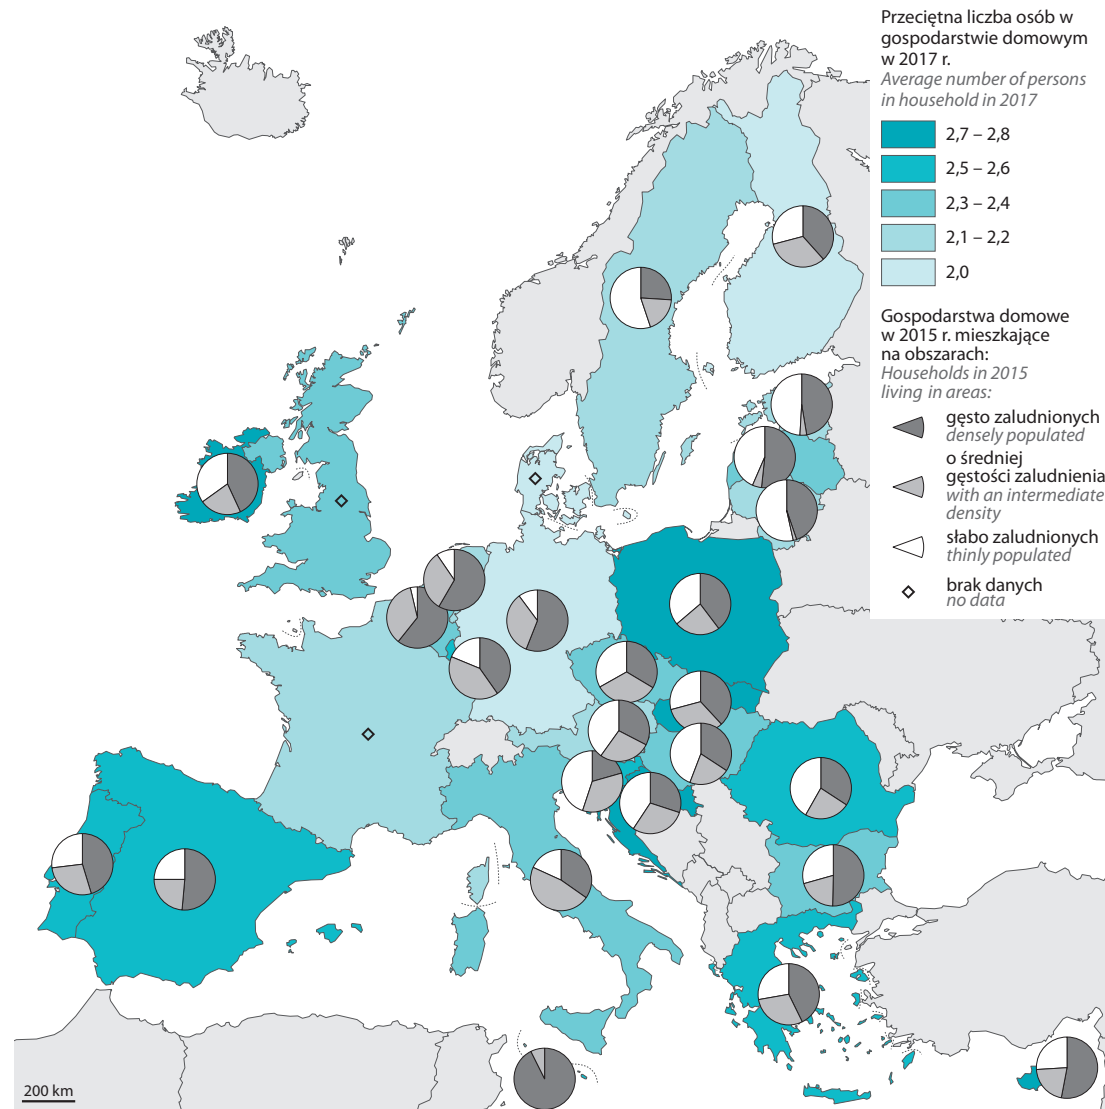 Przeciętna liczba osób w
gospodarstwie domowym
w 2017 r.
Average number of persons
in household in 2017
2,7 – 2,8
2,5 – 2,6
2,3 – 2,4
2,1 – 2,2
2,0
Gospodarstwa domowe
w 2015 r. mieszkające
na obszarach:
Households in 2015
living in areas:
gęsto zaludnionych
densely populated
o średniej
gęstości zaludnienia
with an intermediate
density
słabo zaludnionych
thinly populated
brak danych
no data
200 km